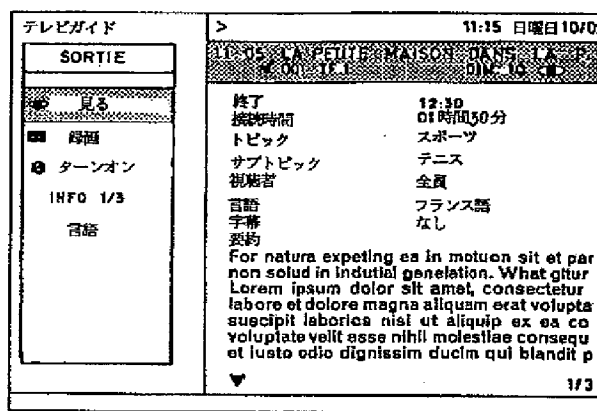 テレビガイド
SORTIE
見る
録画
ターンオン
INFO 1/3
言語
> 11:15 日曜日10/0
11:05 LA PETITE MAISON DANS LA P.
001 TF1 DIM 10
終了 12:30
接続時間 01時間30分
トピック スポーツ
サブトピック テニス
視聴者 全員
言語 フランス語
字幕 なし
要約
For natura expeting ea in motuon sit et par
non solud in indutial genelation. What gitur
Lorem ipsum dolor sit amet, consectetur
labore et dolore magna aliquam erat volupta
suscipit laborics nisi ut aliquip ex ea co
voluptate velit esse nihil molestiae consequ
et iusto odio dignissim ducim qui blandit p
1/3